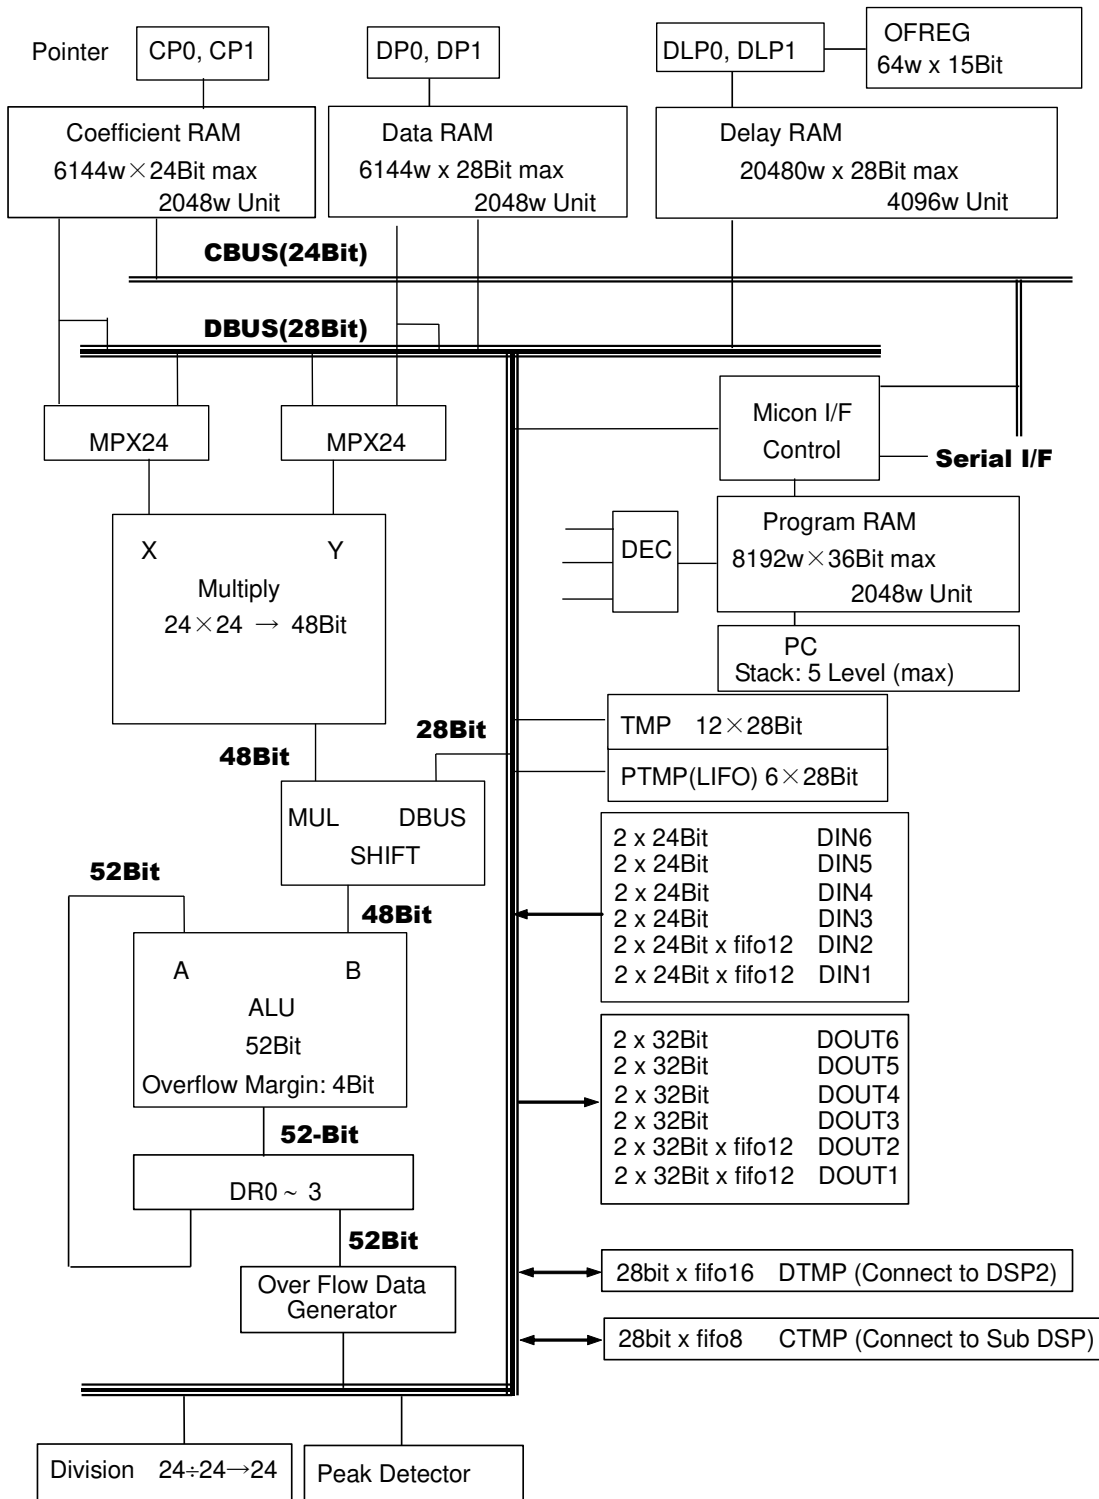 Pointer
CP0, CP1
DP0, DP1
DLP0, DLP1
OFREG
64w x 15Bit
Coefficient RAM
6144w×24Bit max
2048w Unit
Data RAM
6144w x 28Bit max
2048w Unit
Delay RAM
20480w x 28Bit max
4096w Unit
CBUS(24Bit)
DBUS(28Bit)
MPX24
MPX24
Micon I/F
Control
Serial I/F
X
Y
Multiply
24×24 → 48Bit
DEC
Program RAM
8192w×36Bit max
2048w Unit
PC
Stack: 5 Level (max)
48Bit
28Bit
TMP 12×28Bit
PTMP(LIFO) 6×28Bit
MUL
DBUS
SHIFT
52Bit
48Bit
2 x 24Bit DIN6
2 x 24Bit DIN5
2 x 24Bit DIN4
2 x 24Bit DIN3
2 x 24Bit x fifo12 DIN2
2 x 24Bit x fifo12 DIN1
A
B
ALU
52Bit
Overflow Margin: 4Bit
2 x 32Bit DOUT6
2 x 32Bit DOUT5
2 x 32Bit DOUT4
2 x 32Bit DOUT3
2 x 32Bit x fifo12 DOUT2
2 x 32Bit x fifo12 DOUT1
52-Bit
DR0 ~ 3
52Bit
Over Flow Data
Generator
28bit x fifo16 DTMP (Connect to DSP2)
28bit x fifo8 CTMP (Connect to Sub DSP)
Division 24÷24→24
Peak Detector